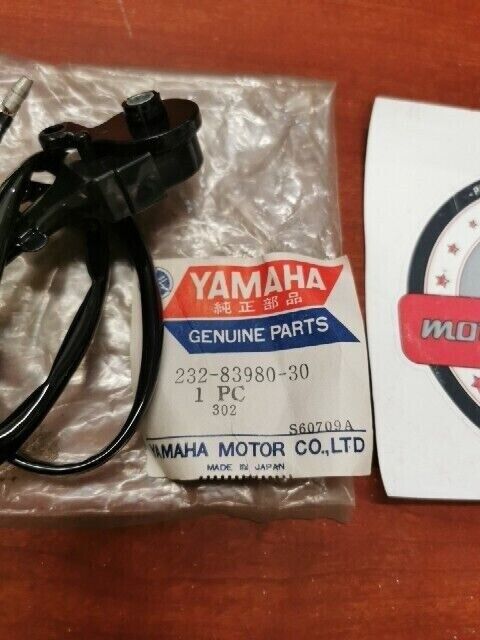 YAMAHA
純正部品
GENUINE PARTS
232-83980-30
1 PC
302
S60709A
YAMAHA MOTOR CO.,LTD
MADE IN JAPAN